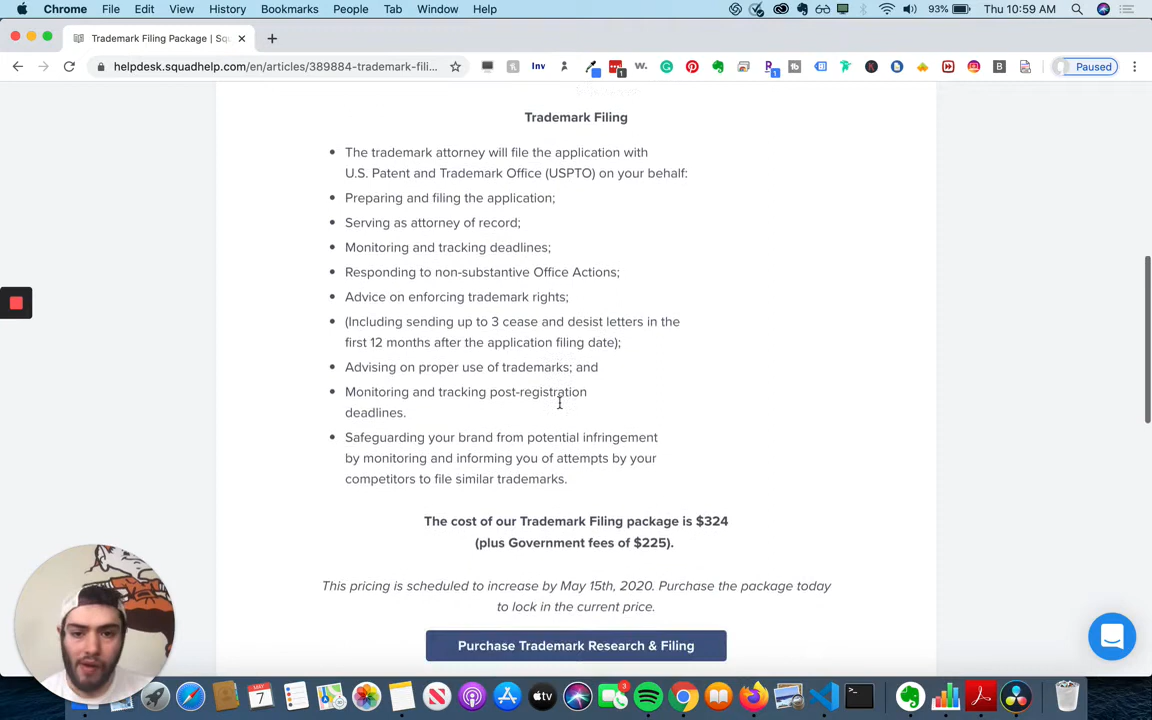 Chrome File Edit View History Bookmarks People Tab Window Help 93% Thu 10:59 AM
Trademark Filing Package | Squ
helpdesk.squadhelp.com/en/articles/389884-trademark-fili... Inv 1 w. 1 Paused
Trademark Filing
The trademark attorney will file the application with
U.S. Patent and Trademark Office (USPTO) on your behalf:
Preparing and filing the application;
Serving as attorney of record;
Monitoring and tracking deadlines;
Responding to non-substantive Office Actions;
Advice on enforcing trademark rights;
(Including sending up to 3 cease and desist letters in the
first 12 months after the application filing date);
Advising on proper use of trademarks; and
Monitoring and tracking post-registration
deadlines.
Safeguarding your brand from potential infringement
by monitoring and informing you of attempts by your
competitors to file similar trademarks.
The cost of our Trademark Filing package is $324
(plus Government fees of $225).
This pricing is scheduled to increase by May 15th, 2020. Purchase the package today
to lock in the current price.
Purchase Trademark Research & Filing
MAY
7
3
tv